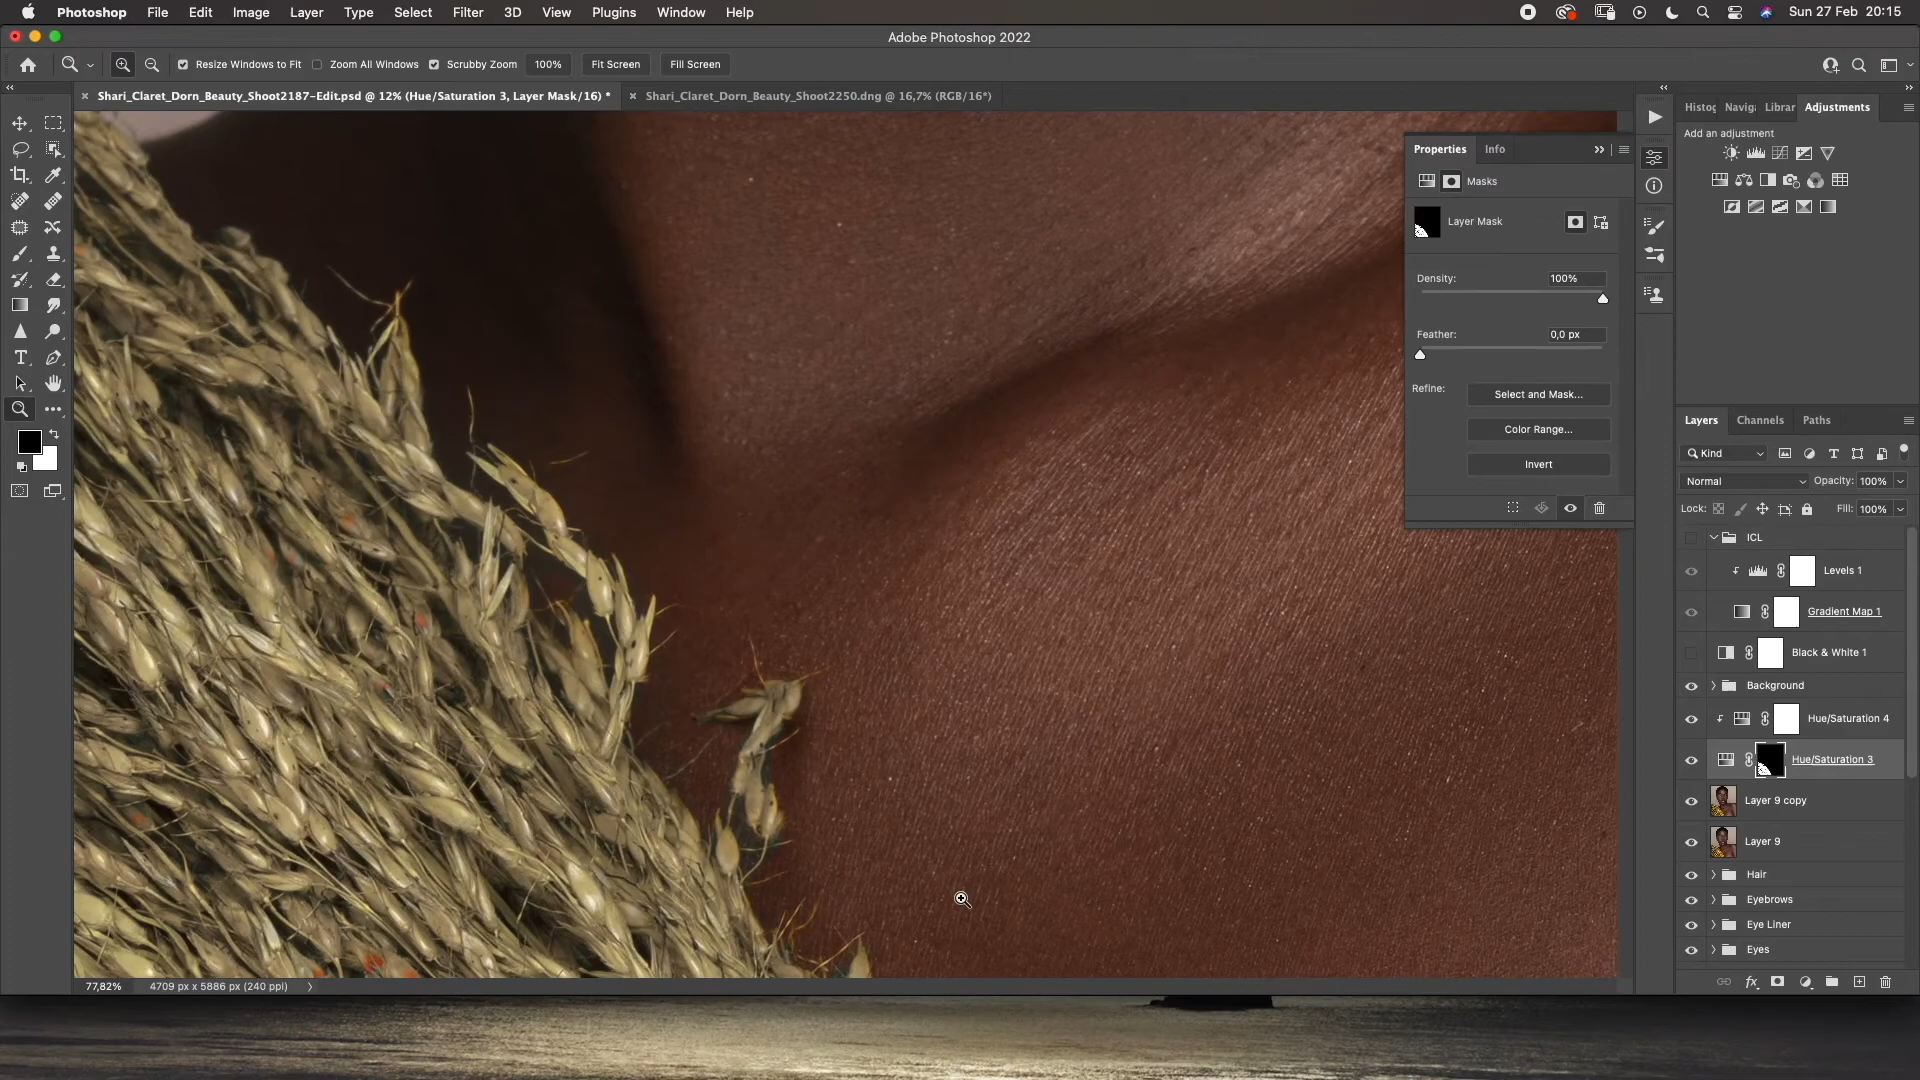 Photoshop File Edit Image Layer Type Select Filter 3D View Plugins Window Help Sun 27 Feb 20:15
Adobe Photoshop 2022
Resize Windows to Fit Zoom All Windows Scrubby Zoom 100% Fit Screen Fill Screen
Shari_Claret_Dorn_Beauty_Shoot2187-Edit.psd @ 12% (Hue/Saturation 3, Layer Mask/16) *
Shari_Claret_Dorn_Beauty_Shoot2250.dng @ 16,7% (RGB/16*)
Histog Naviga Librar Adjustments
Add an adjustment
Properties Info
Masks
Layer Mask
Density: 100%
Feather: 0,0 px
Refine: Select and Mask...
Color Range...
Invert
Layers Channels Paths
Kind
Normal Opacity: 100%
Lock: Fill: 100%
ICL
Levels 1
Gradient Map 1
Black & White 1
Background
Hue/Saturation 4
Hue/Saturation 3
Layer 9 copy
Layer 9
Hair
Eyebrows
Eye Liner
Eyes
77,82% 4709 px x 5886 px (240 ppi)